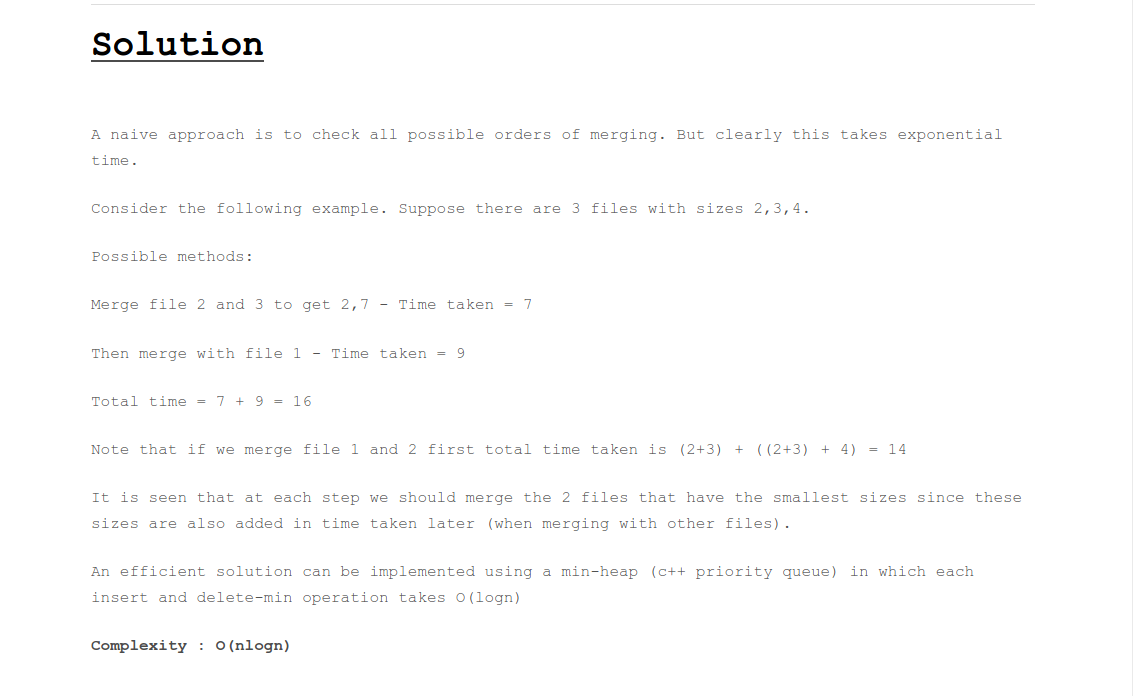 Solution
A naive approach is to check all possible orders of merging. But clearly this takes exponential
time.
Consider the following example. Suppose there are 3 files with sizes 2,3,4.
Possible methods:
Merge file 2 and 3 to get 2,7 - Time taken = 7
Then merge with file 1 - Time taken = 9
Total time = 7 + 9 = 16
Note that if we merge file 1 and 2 first total time taken is (2+3) + ((2+3) + 4) = 14
It is seen that at each step we should merge the 2 files that have the smallest sizes since these
sizes are also added in time taken later (when merging with other files).
An efficient solution can be implemented using a min-heap (c++ priority queue) in which each
insert and delete-min operation takes O(logn)
Complexity : O(nlogn)